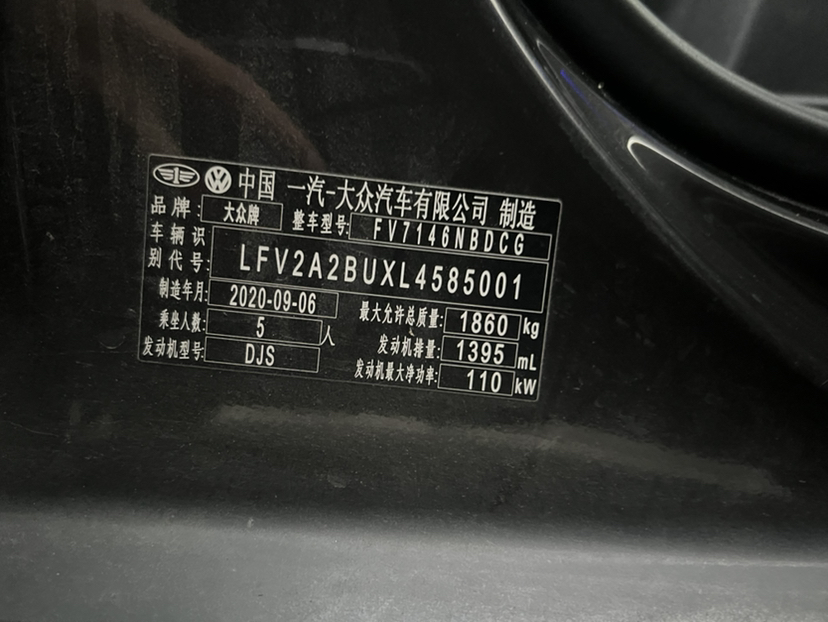 中国 一汽-大众汽车有限公司 制造
品牌: 大众牌 整车型号: FV7146NBDCG
车辆识别代号: LFV2A2BUXL4585001
制造年月: 2020-09-06 最大允许总质量: 1860 kg
乘坐人数: 5 人 发动机排量: 1395 mL
发动机型号: DJS 发动机最大净功率: 110 kW